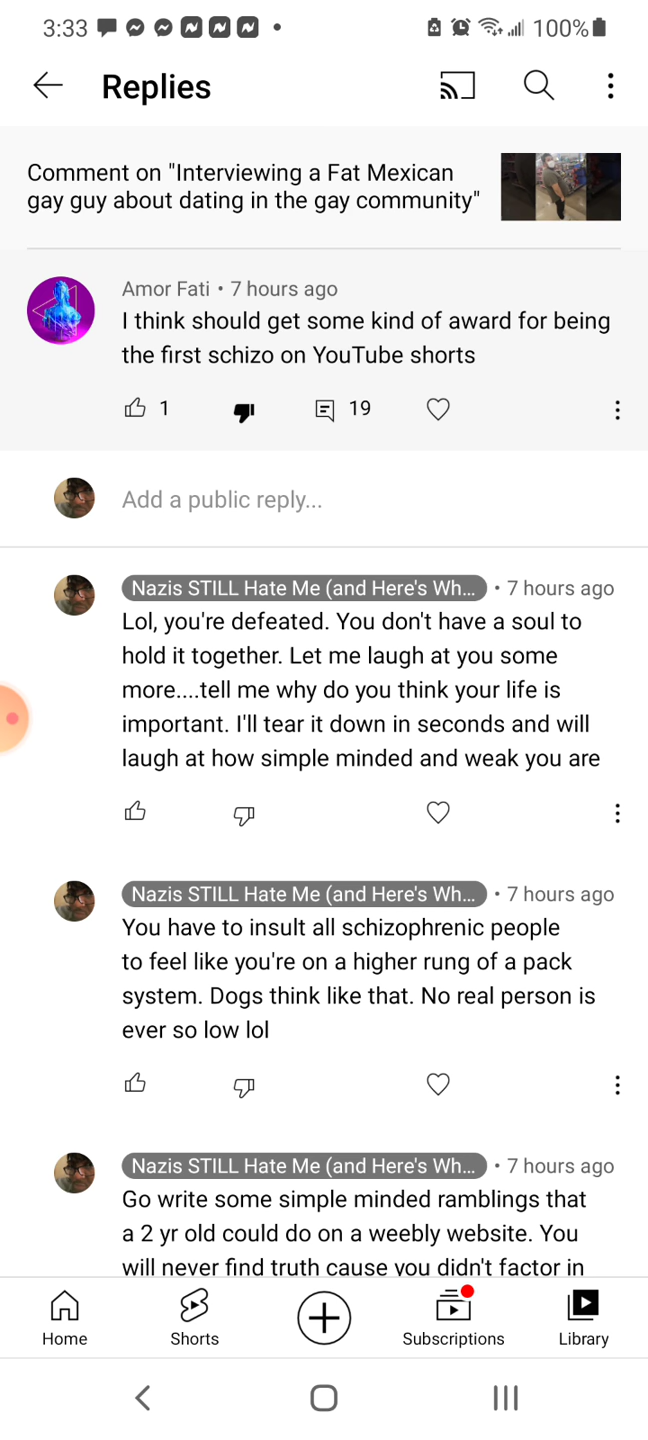 3:33
100%
Replies
Comment on "Interviewing a Fat Mexican
gay guy about dating in the gay community"
Amor Fati • 7 hours ago
I think should get some kind of award for being
the first schizo on YouTube shorts
1
19
Add a public reply...
Nazis STILL Hate Me (and Here's Wh... • 7 hours ago
Lol, you're defeated. You don't have a soul to
hold it together. Let me laugh at you some
more....tell me why do you think your life is
important. I'll tear it down in seconds and will
laugh at how simple minded and weak you are
Nazis STILL Hate Me (and Here's Wh... • 7 hours ago
You have to insult all schizophrenic people
to feel like you're on a higher rung of a pack
system. Dogs think like that. No real person is
ever so low lol
Nazis STILL Hate Me (and Here's Wh... • 7 hours ago
Go write some simple minded ramblings that
a 2 yr old could do on a weebly website. You
will never find truth cause you didn't factor in
Home
Shorts
Subscriptions
Library